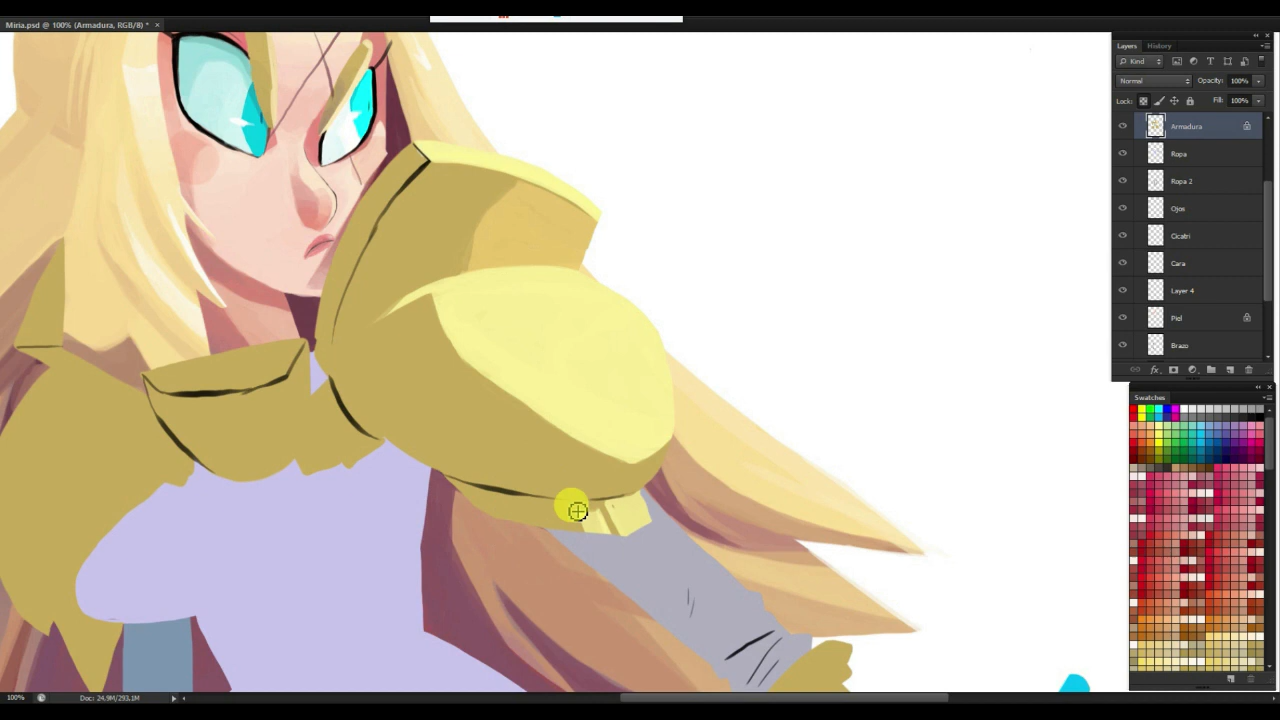 Miria.psd @ 100% (Armadura, RGB/8) * ×
Layers History
Kind
Normal Opacity: 100%
Lock: Fill: 100%
Armadura
Ropa
Ropa 2
Ojos
Cicatri
Cara
Layer 4
Piel
Brazo
Swatches
100% Doc: 24.9M/293.1M